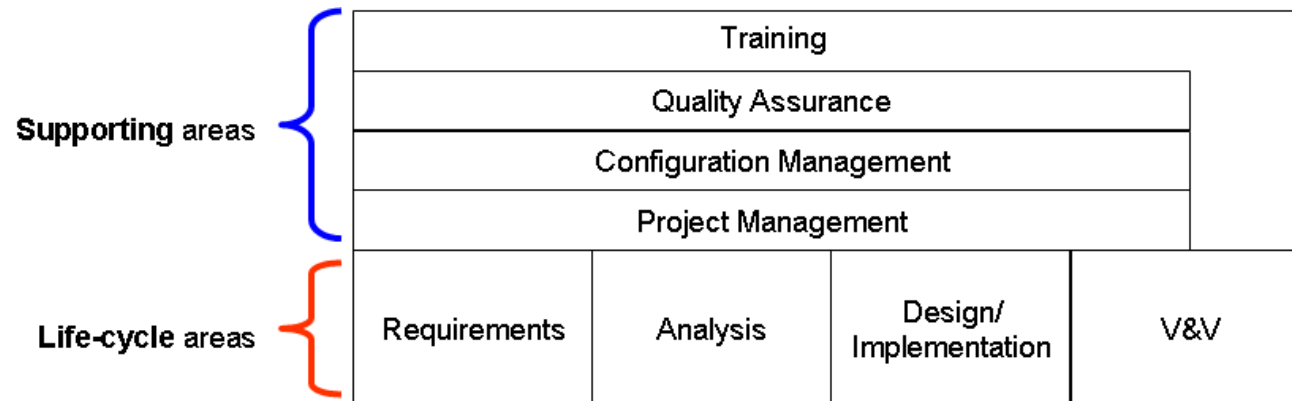 Training
Quality Assurance
Supporting areas
Configuration Management
Project Management
Life-cycle areas
Requirements
Analysis
Design/
Implementation
V&V